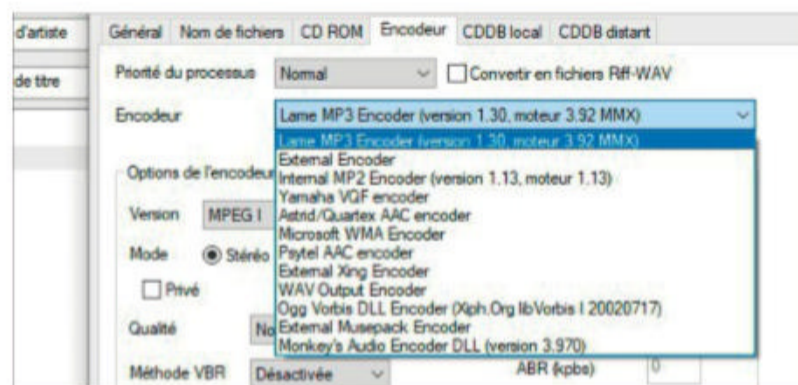 d'artiste
Général Nom de fichiers CD ROM Encodeur CDDB local CDDB distant
de titre
Priorité du processus Normal Convertir en fichiers Riff-WAV
Encodeur Lame MP3 Encoder (version 1.30, moteur 3.92 MMX)
Lame MP3 Encoder (version 1.30, moteur 3.92 MMX)
External Encoder
Options de l'encodeur
Internal MP2 Encoder (version 1.13, moteur 1.13)
Yamaha VQF encoder
Version MPEG I
Astrid/Quartex AAC encoder
Microsoft WMA Encoder
Mode Stéréo
Psytel AAC encoder
External Xing Encoder
Privé
WAV Output Encoder
Ogg Vorbis DLL Encoder (Xiph.Org libVorbis I 20020717)
Qualité No
External Musepack Encoder
Monkey's Audio Encoder DLL (version 3.970)
Méthode VBR Désactivée ABR (kpbs) 0